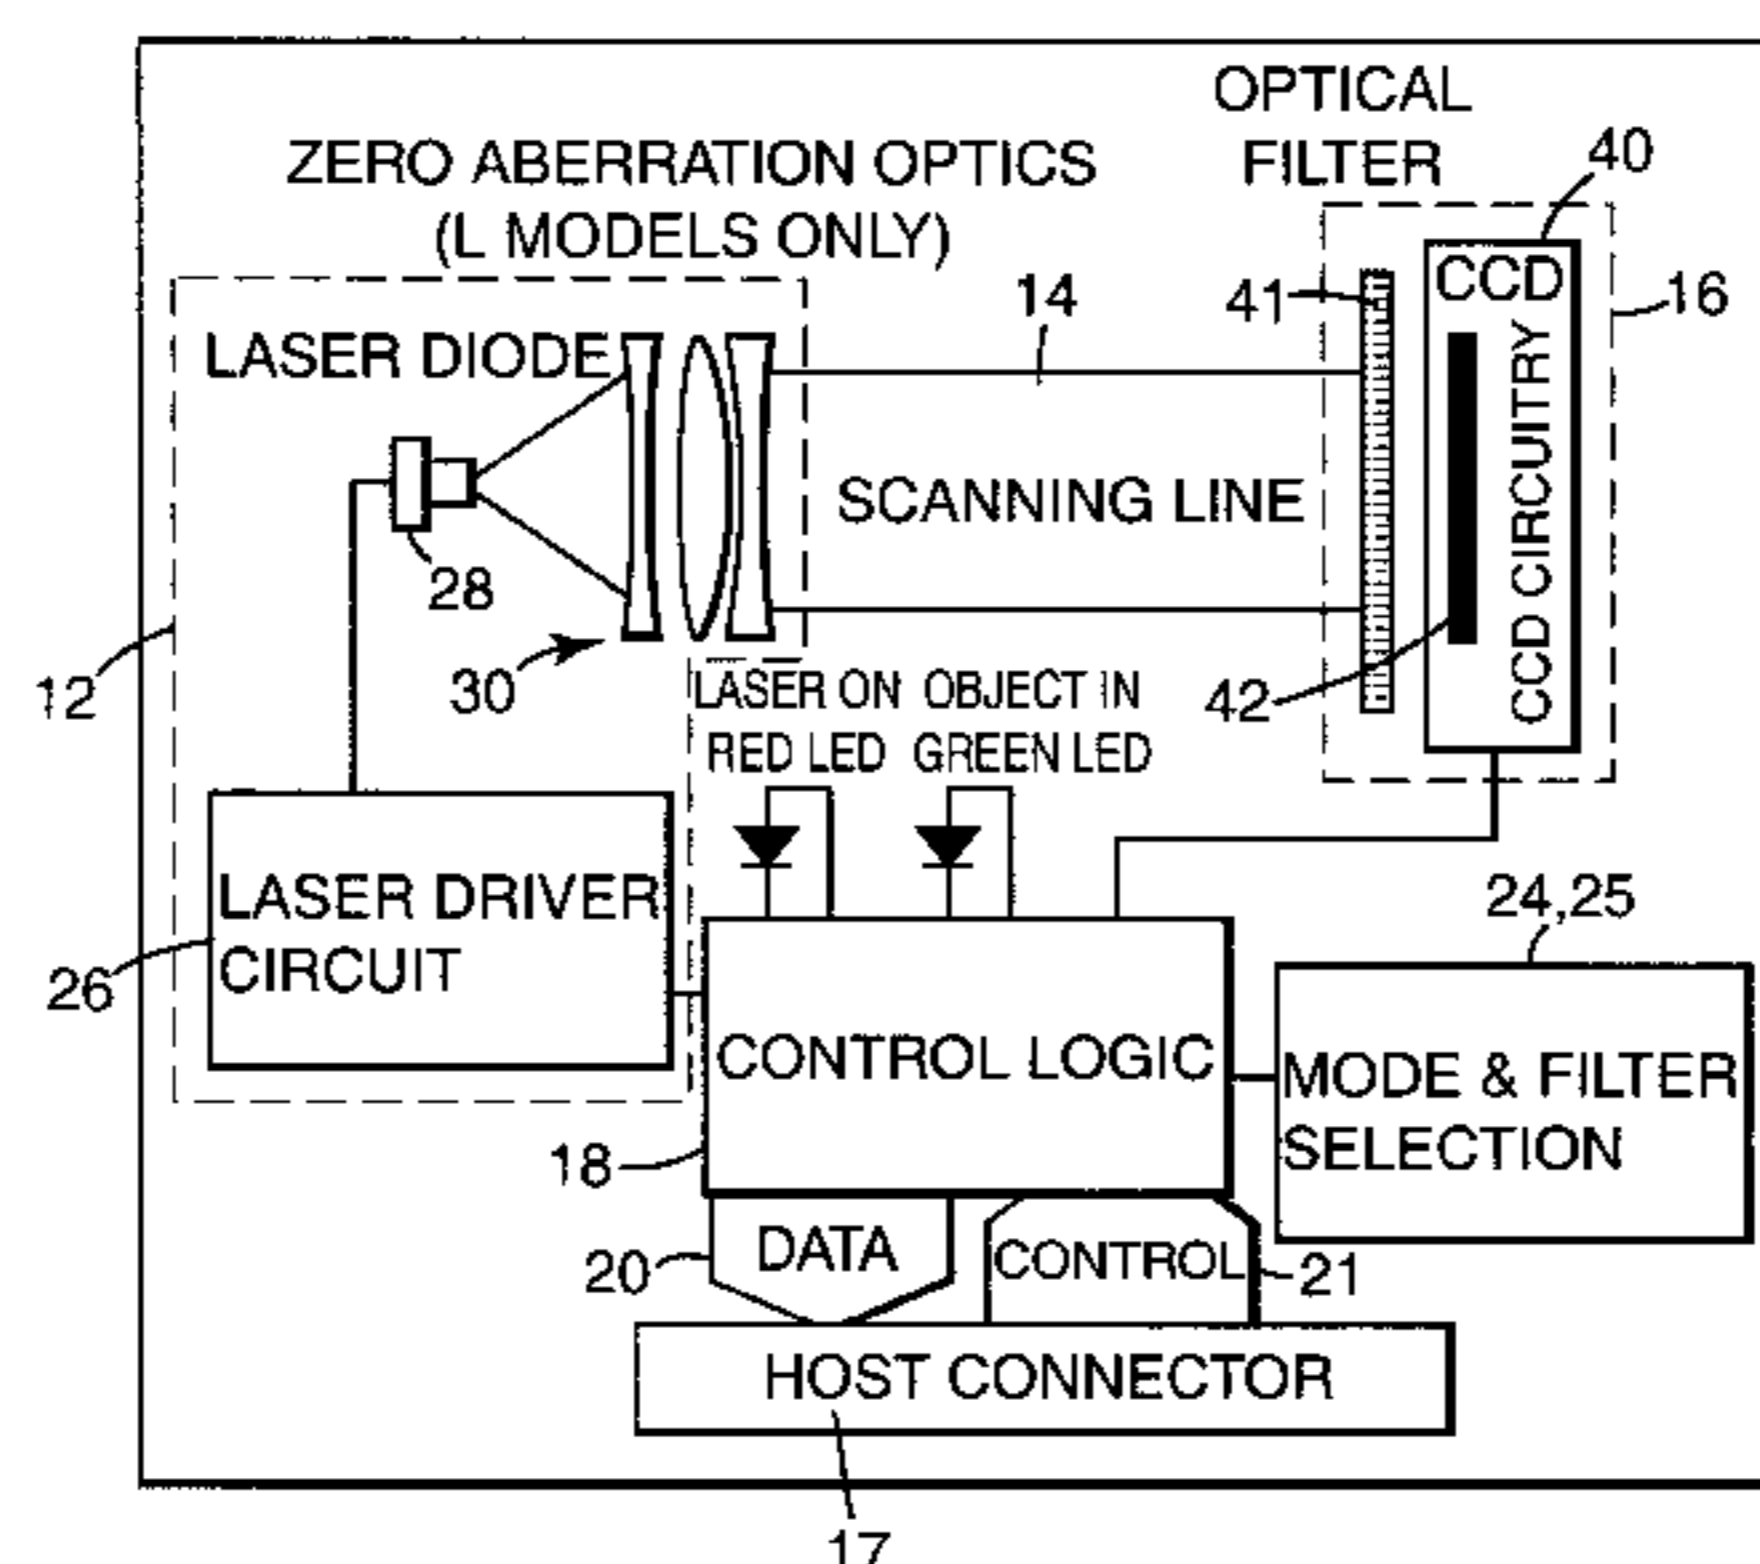 OPTICAL
FILTER
40
ZERO ABERRATION OPTICS
(L MODELS ONLY)
CCD
16
14
41
LASER DIODE
CCD CIRCUITRY
SCANNING LINE
28
12
30
42
LASER ON
RED LED
OBJECT IN
GREEN LED
LASER DRIVER
CIRCUIT
26
24,25
CONTROL LOGIC
MODE & FILTER
SELECTION
18
DATA
20
CONTROL
21
HOST CONNECTOR
17